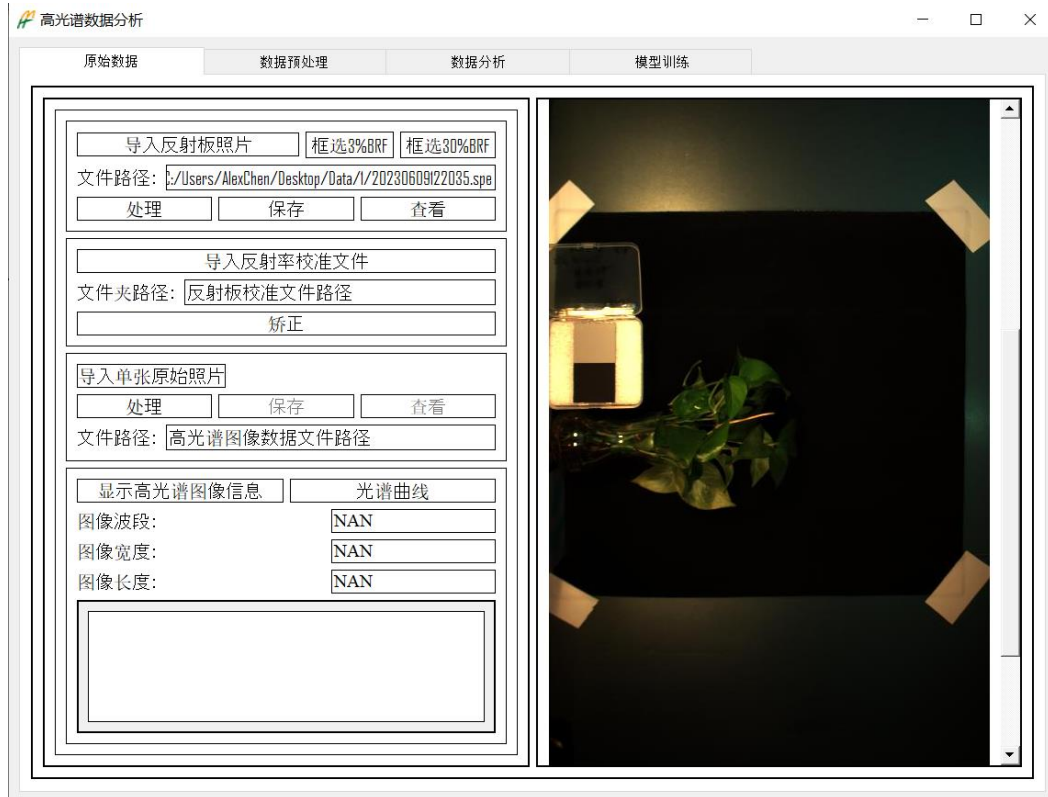 高光谱数据分析
原始数据 数据预处理 数据分析 模型训练
导入反射板照片 框选3%BRF 框选30%BRF
文件路径: C:/Users/AlexChen/Desktop/Data/1/20230609122035.spe
处理 保存 查看
导入反射率校准文件
文件夹路径: 反射板校准文件路径
矫正
导入单张原始照片
处理 保存 查看
文件路径: 高光谱图像数据文件路径
显示高光谱图像信息 光谱曲线
图像波段: NAN
图像宽度: NAN
图像长度: NAN